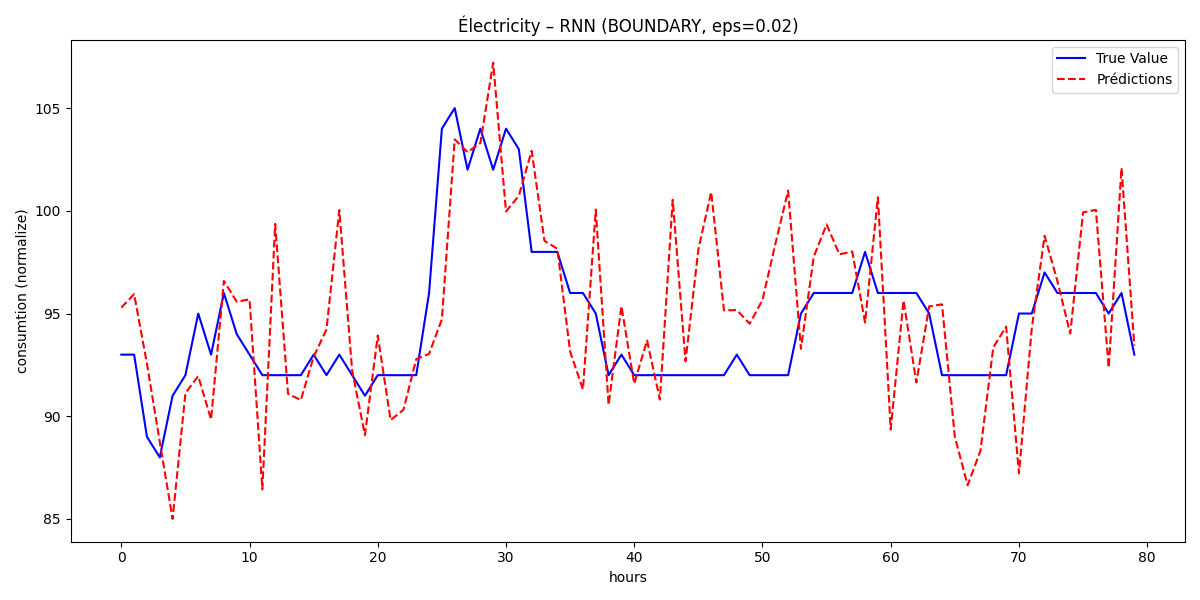 Électricity – RNN (BOUNDARY, eps=0.02)
True Value
Prédictions
consumtion (normalize)
105
100
95
90
85
0 10 20 30 40 50 60 70 80
hours